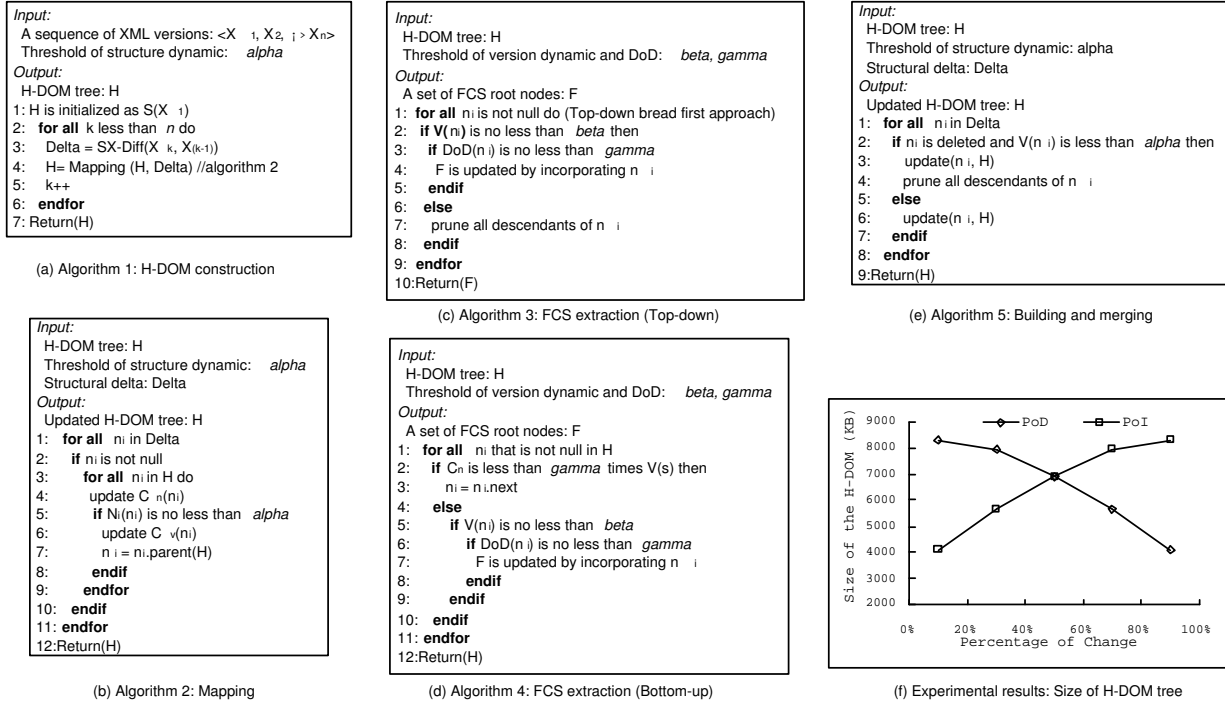 Input:
A sequence of XML versions: <X 1, X2, ¡ › Xn>
Threshold of structure dynamic: alpha
Output:
H-DOM tree: H
1: H is initialized as S(X 1)
2: for all k less than n do
3: Delta = SX-Diff(X k, X(k-1))
4: H= Mapping (H, Delta) //algorithm 2
5: k++
6: endfor
7: Return(H)
(a) Algorithm 1: H-DOM construction
Input:
H-DOM tree: H
Threshold of structure dynamic: alpha
Structural delta: Delta
Output:
Updated H-DOM tree: H
1: for all ni in Delta
2: if ni is not null
3: for all ni in H do
4: update C n(ni)
5: if Ni(ni) is no less than alpha
6: update C v(ni)
7: n i = ni.parent(H)
8: endif
9: endfor
10: endif
11: endfor
12:Return(H)
(b) Algorithm 2: Mapping
Input:
H-DOM tree: H
Threshold of version dynamic and DoD: beta, gamma
Output:
A set of FCS root nodes: F
1: for all ni is not null do (Top-down bread first approach)
2: if V(ni) is no less than beta then
3: if DoD(ni) is no less than gamma
4: F is updated by incorporating n i
5: endif
6: else
7: prune all descendants of n i
8: endif
9: endfor
10:Return(F)
(c) Algorithm 3: FCS extraction (Top-down)
Input:
H-DOM tree: H
Threshold of version dynamic and DoD: beta, gamma
Output:
A set of FCS root nodes: F
1: for all ni that is not null in H
2: if Cn is less than gamma times V(s) then
3: ni = ni.next
4: else
5: if V(ni) is no less than beta
6: if DoD(ni) is no less than gamma
7: F is updated by incorporating n i
8: endif
9: endif
10: endif
11: endfor
12:Return(H)
(d) Algorithm 4: FCS extraction (Bottom-up)
Input:
H-DOM tree: H
Threshold of structure dynamic: alpha
Structural delta: Delta
Output:
Updated H-DOM tree: H
1: for all ni in Delta
2: if ni is deleted and V(n i) is less than alpha then
3: update(ni, H)
4: prune all descendants of n i
5: else
6: update(ni, H)
7: endif
8: endfor
9:Return(H)
(e) Algorithm 5: Building and merging
Size of the H-DOM (KB)
PoD
PoI
9000
8000
7000
6000
5000
4000
3000
2000
0% 20% 40% 60% 80% 100%
Percentage of Change
(f) Experimental results: Size of H-DOM tree